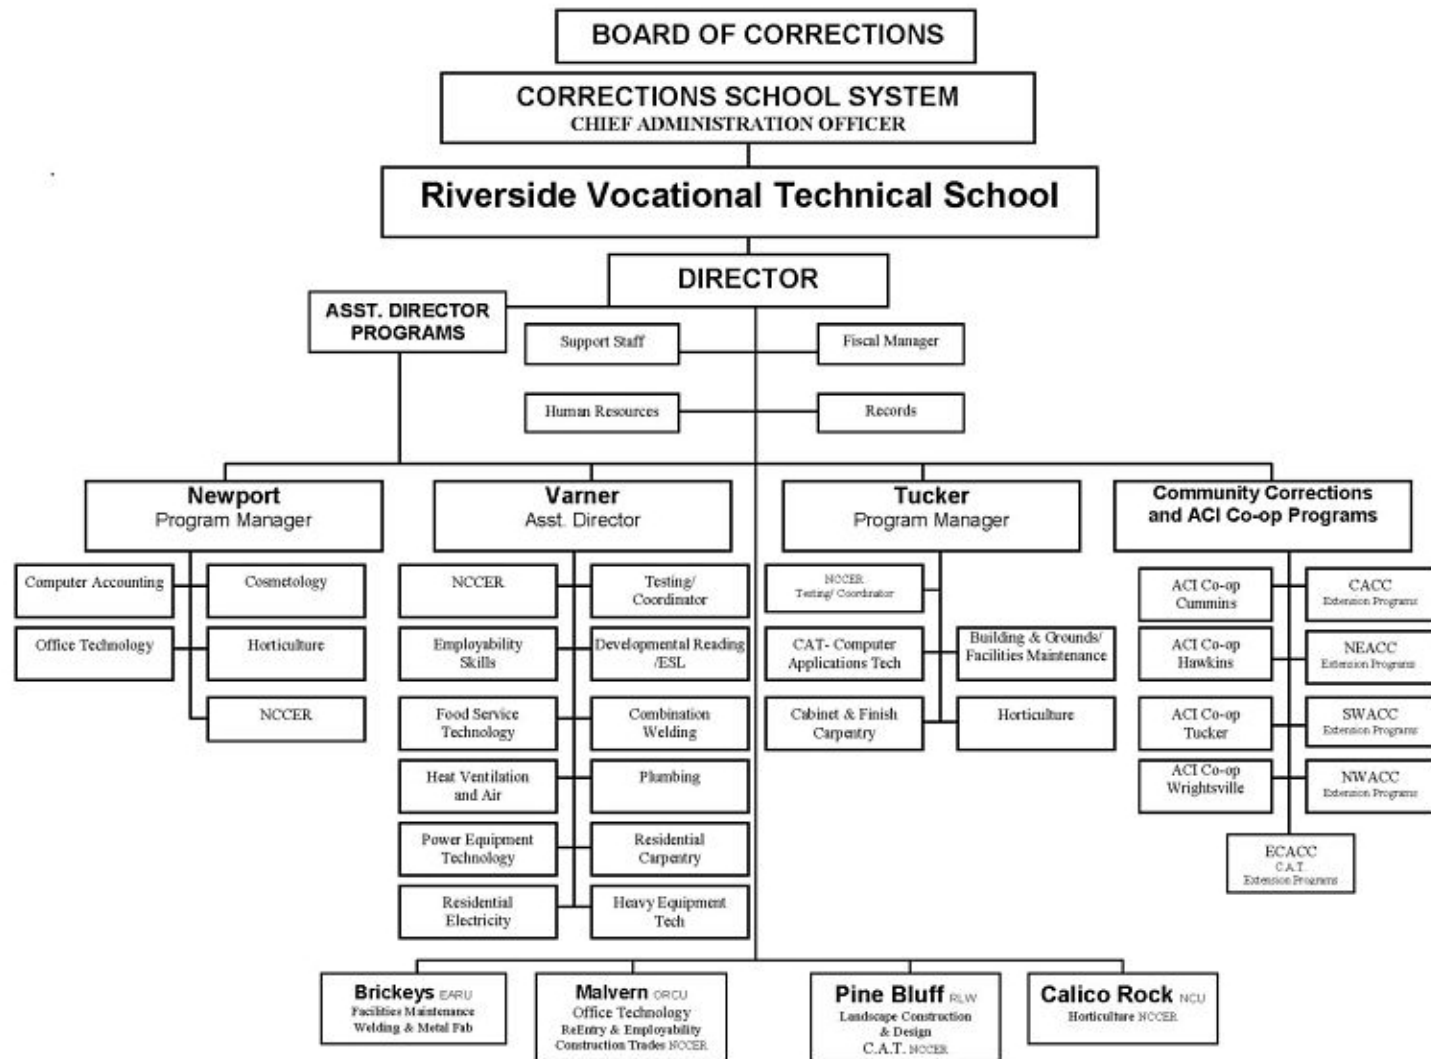 BOARD OF CORRECTIONS
CORRECTIONS SCHOOL SYSTEM
CHIEF ADMINISTRATION OFFICER
Riverside Vocational Technical School
DIRECTOR
ASST. DIRECTOR
PROGRAMS
Support Staff
Fiscal Manager
Human Resources
Records
Newport
Program Manager
Computer Accounting
Cosmetology
Office Technology
Horticulture
NCCER
Varner
Asst. Director
NCCER
Testing/
Coordinator
Employability
Skills
Developmental Reading
/ESL
Food Service
Technology
Combination
Welding
Heat Ventilation
and Air
Plumbing
Power Equipment
Technology
Residential
Carpentry
Residential
Electricity
Heavy Equipment
Tech
Tucker
Program Manager
NCCER
Testing/ Coordinator
CAT- Computer
Applications Tech
Building & Grounds/
Facilities Maintenance
Cabinet & Finish
Carpentry
Horticulture
Community Corrections
and ACI Co-op Programs
ACI Co-op
Cummins
CACC
Extension Programs
ACI Co-op
Hawkins
NEACC
Extension Programs
ACI Co-op
Tucker
SWACC
Extension Programs
ACI Co-op
Wrightsville
NWACC
Extension Programs
ECACC
C.A.T.
Extension Programs
Brickeys EARU
Facilities Maintenance
Welding & Metal Fab
Malvern ORCU
Office Technology
ReEntry & Employability
Construction Trades NCCER
Pine Bluff RLW
Landscape Construction
& Design
C.A.T. NCCER
Calico Rock NCU
Horticulture NCCER